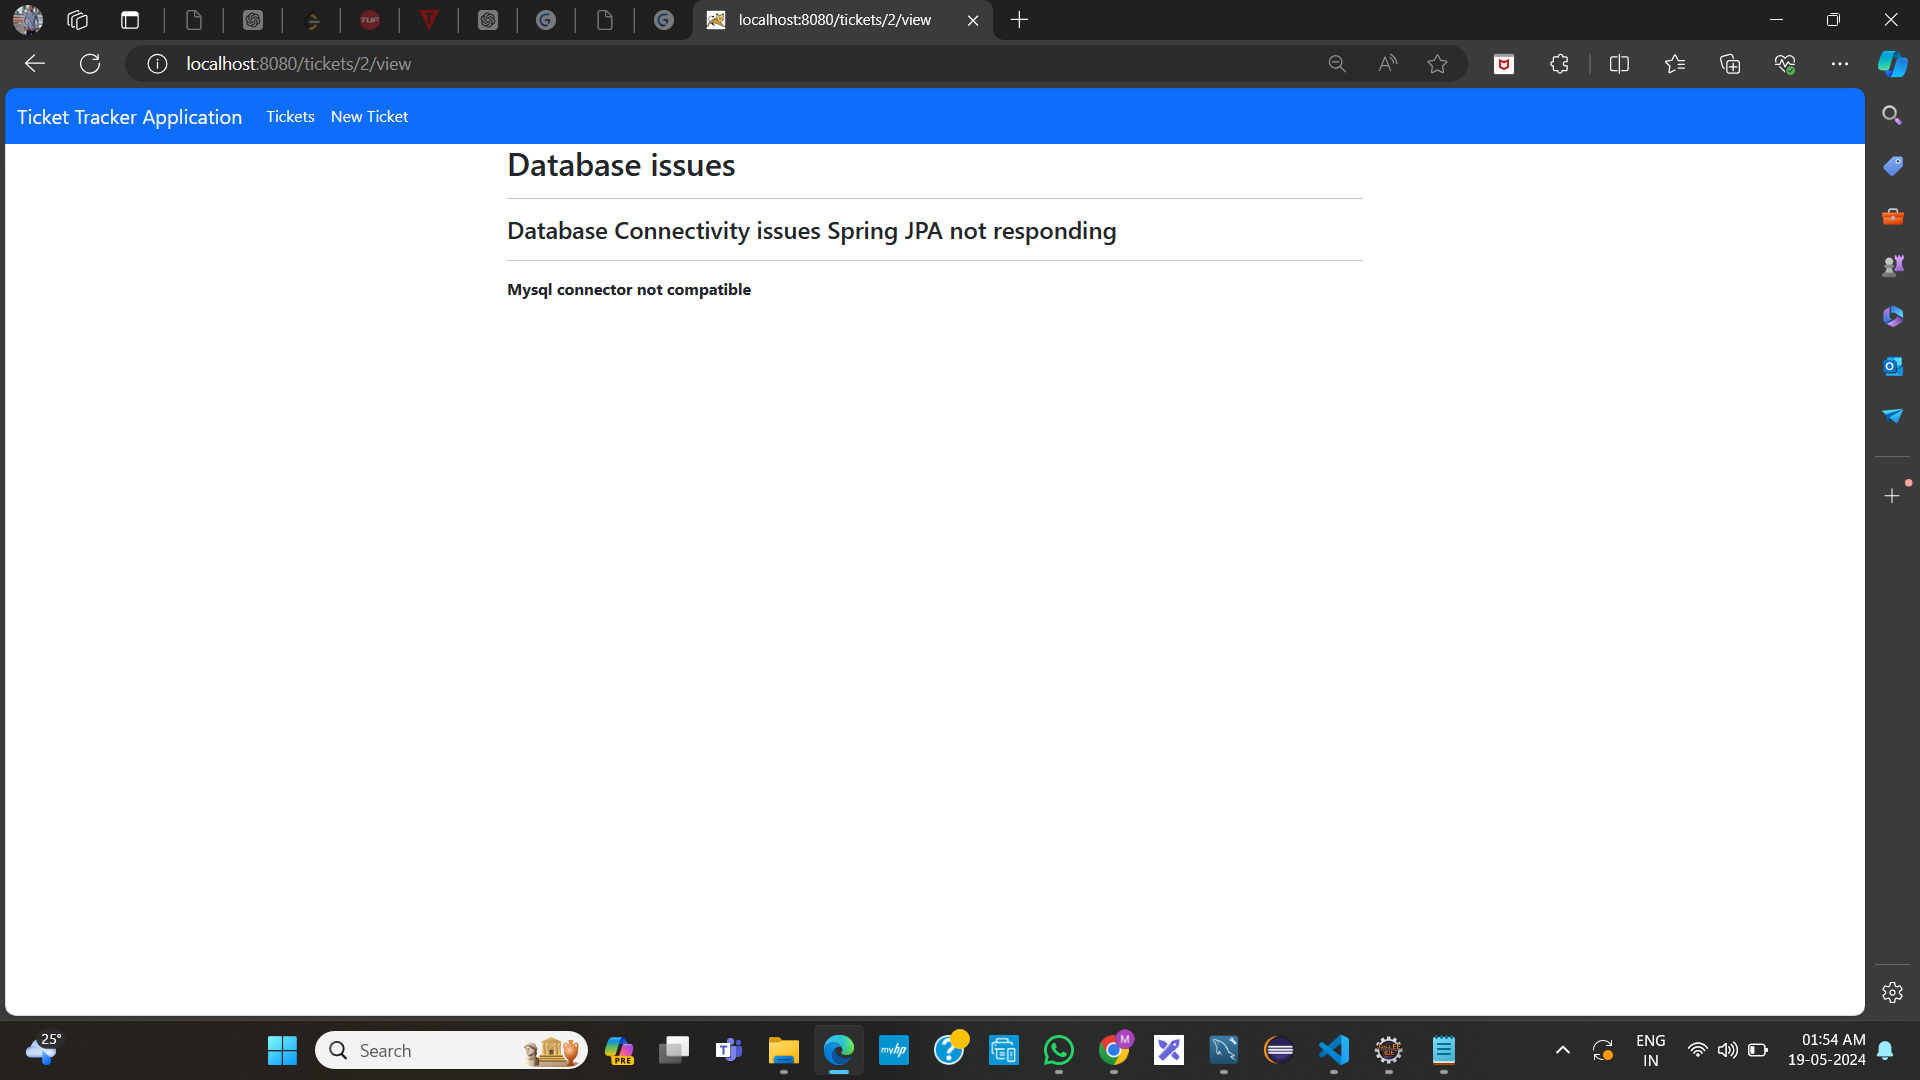 localhost:8080/tickets/2/view
localhost:8080/tickets/2/view
Ticket Tracker Application Tickets New Ticket
Database issues
Database Connectivity issues Spring JPA not responding
Mysql connector not compatible
25°
Search
PRE
myhp
M
ENG
IN
01:54 AM
19-05-2024